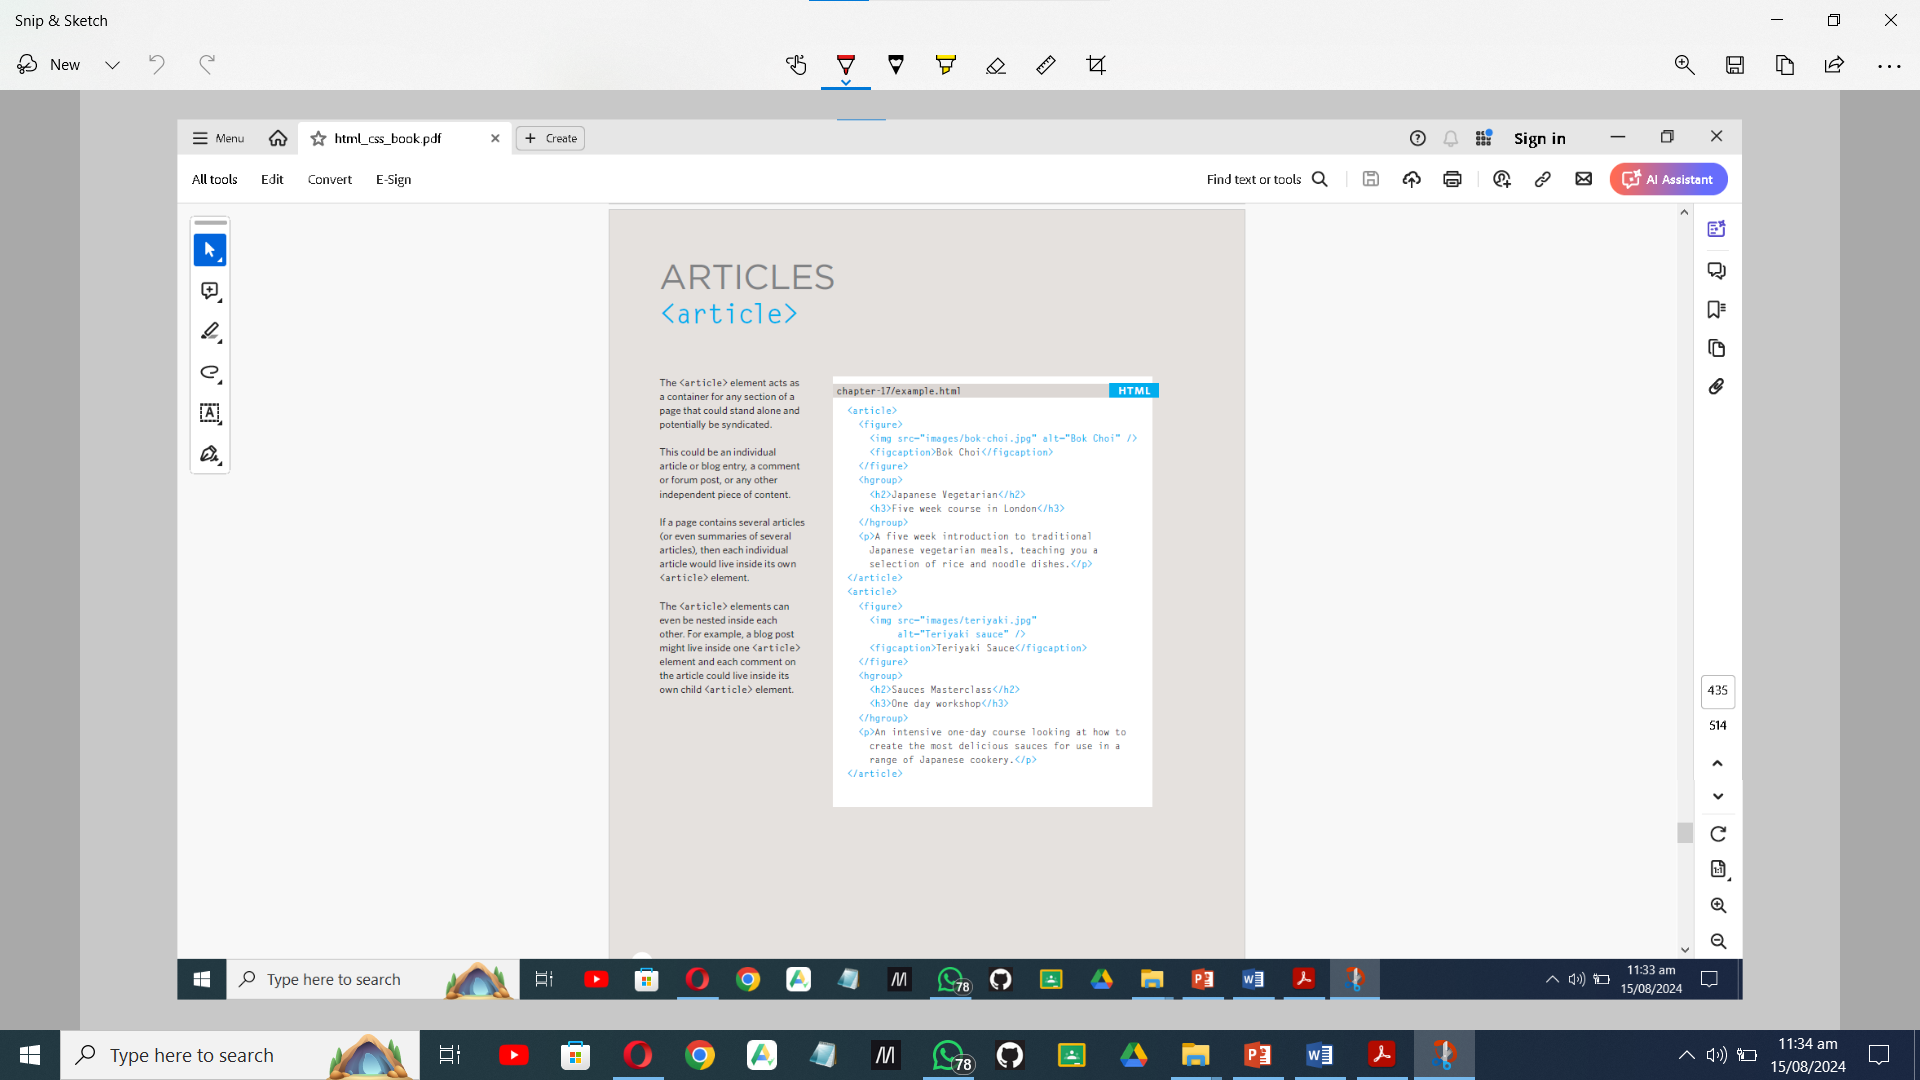 Snip & Sketch
New
Menu
html_css_book.pdf
Create
Sign in
All tools
Edit
Convert
E-Sign
Find text or tools
AI Assistant
ARTICLES
<article>
The <article> element acts as
a container for any section of a
page that could stand alone and
potentially be syndicated.
This could be an individual
article or blog entry, a comment
or forum post, or any other
independent piece of content.
If a page contains several articles
(or even summaries of several
articles), then each individual
article would live inside its own
<article> element.
The <article> elements can
even be nested inside each
other. For example, a blog post
might live inside one <article>
element and each comment on
the article could live inside its
own child <article> element.
chapter-17/example.html
HTML
<article>
<figure>
<img src="images/bok-choi.jpg" alt="Bok Choi" />
<figcaption>Bok Choi</figcaption>
</figure>
<hgroup>
<h2>Japanese Vegetarian</h2>
<h3>Five week course in London</h3>
</hgroup>
<p>A five week introduction to traditional
Japanese vegetarian meals, teaching you a
selection of rice and noodle dishes.</p>
</article>
<article>
<figure>
<img src="images/teriyaki.jpg"
alt="Teriyaki sauce" />
<figcaption>Teriyaki Sauce</figcaption>
</figure>
<hgroup>
<h2>Sauces Masterclass</h2>
<h3>One day workshop</h3>
</hgroup>
<p>An intensive one-day course looking at how to
create the most delicious sauces for use in a
range of Japanese cookery.</p>
</article>
435
514
Type here to search
78
11:33 am
15/08/2024
Type here to search
78
11:34 am
15/08/2024